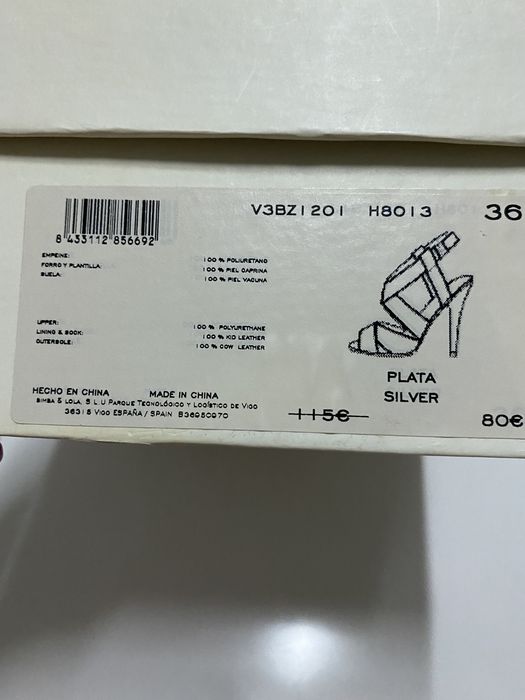 V3BZ1201 H8013 36
8 433112 856692
EMPEINE: 100 % POLIURETANO
FORRO Y PLANTILLA: 100 % PIEL CAPRINA
SUELA: 100 % PIEL VACUNA
UPPER: 100 % POLYURETHANE
LINING & SOCK: 100 % KID LEATHER
OUTERSOLE: 100 % COW LEATHER
PLATA
SILVER
HECHO EN CHINA MADE IN CHINA
BIMBA & LOLA, S L U PARQUE TECNOLÓGICO Y LOGÍSTICO DE VIGO
36315 VIGO ESPAÑA / SPAIN B36950970
115€
80€